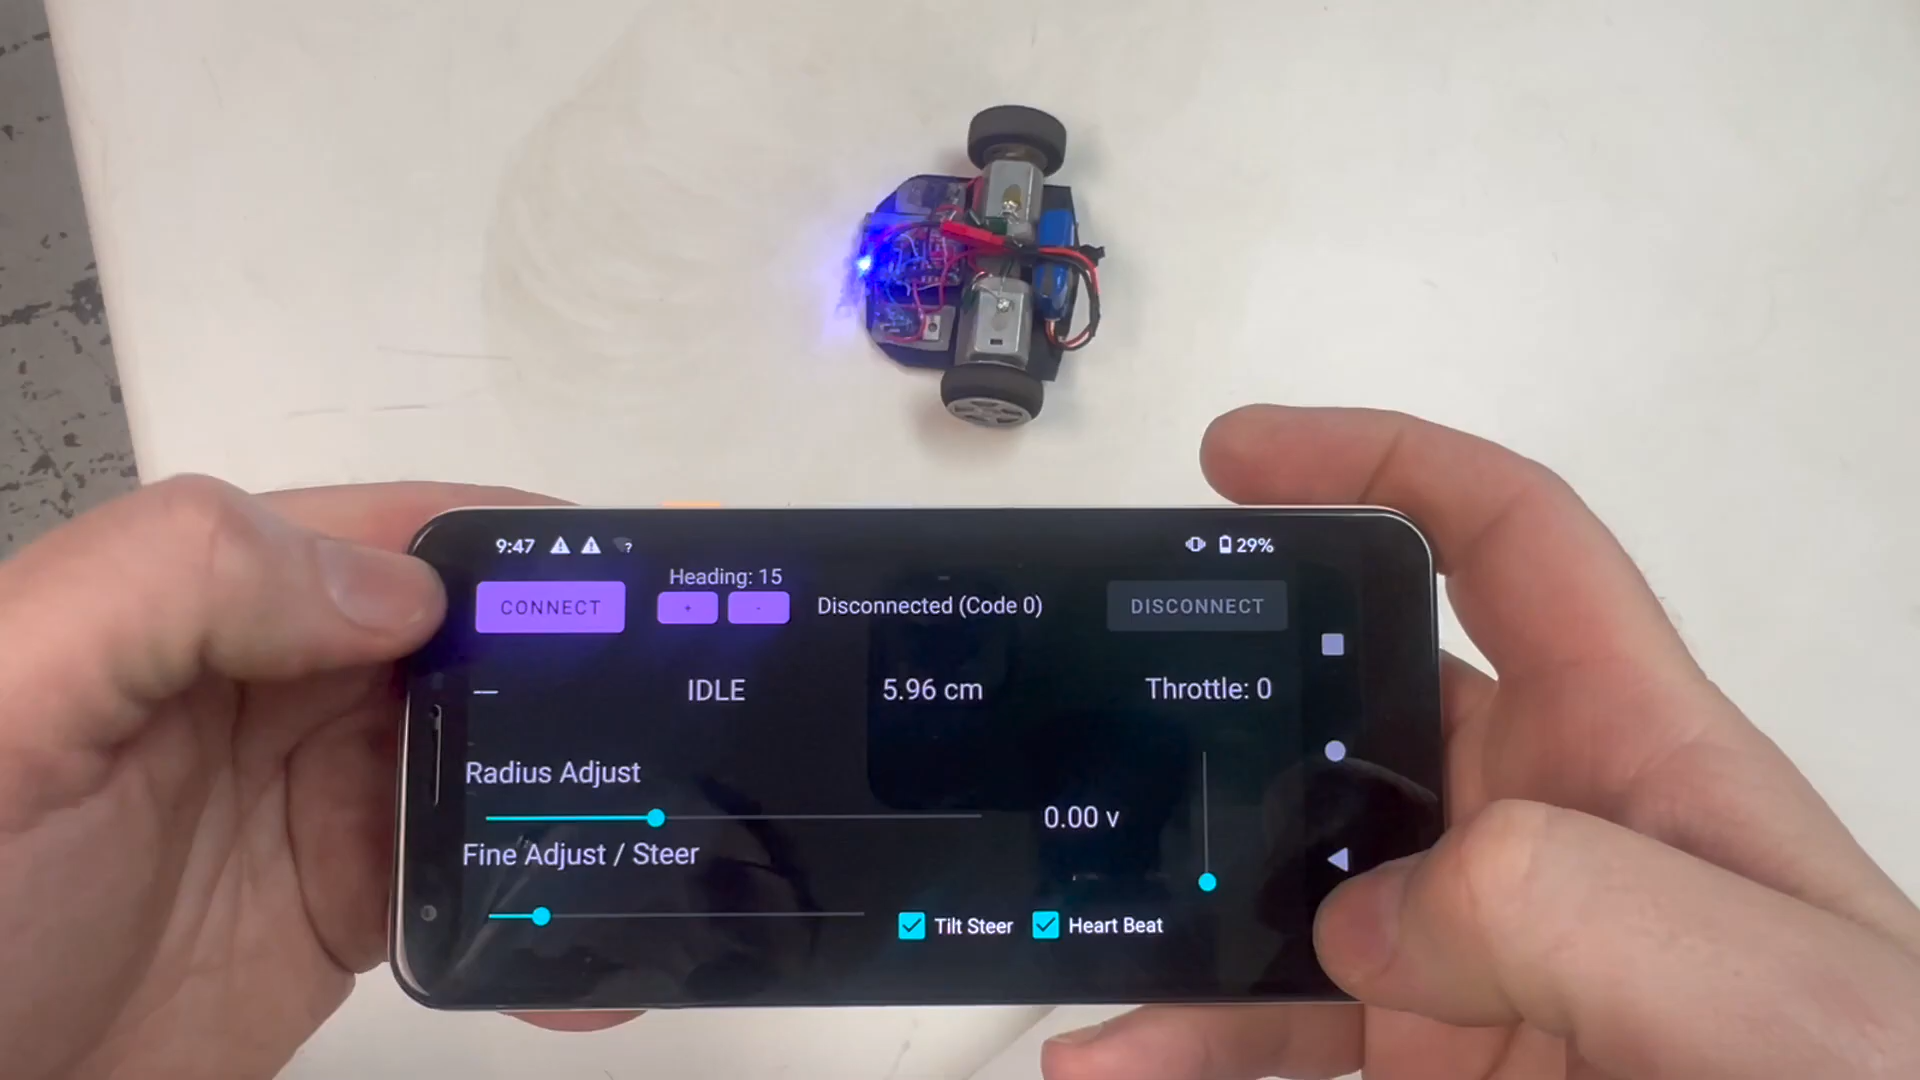 9:47 ? 29%
Heading: 15
CONNECT + - Disconnected (Code 0) DISCONNECT
— IDLE 5.96 cm Throttle: 0
Radius Adjust
0.00 v
Fine Adjust / Steer
Tilt Steer Heart Beat